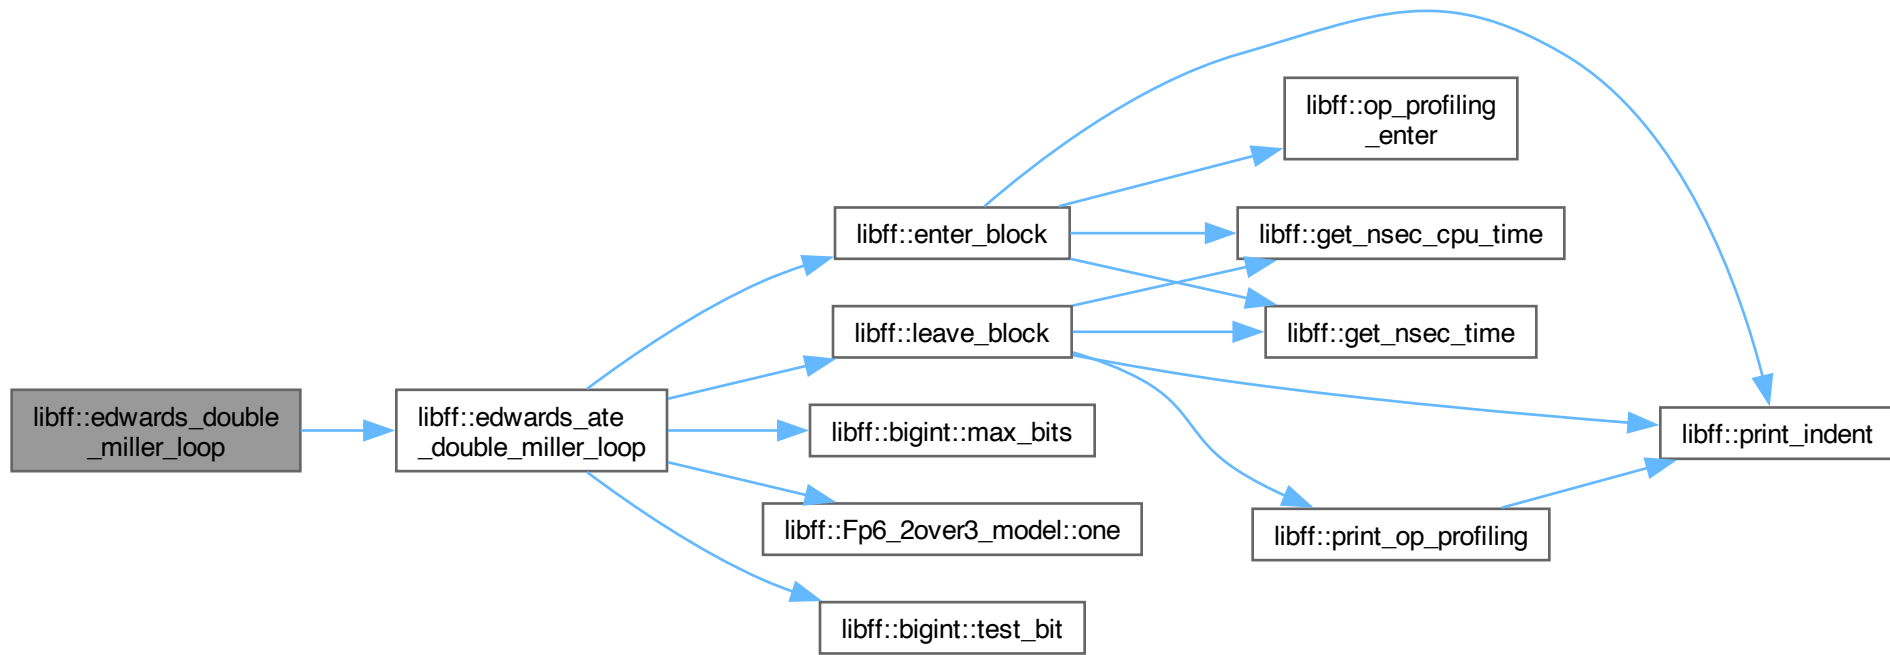 libff::edwards_double
_miller_loop
libff::edwards_ate
_double_miller_loop
libff::enter_block
libff::leave_block
libff::bigint::max_bits
libff::Fp6_2over3_model::one
libff::bigint::test_bit
libff::op_profiling
_enter
libff::get_nsec_cpu_time
libff::get_nsec_time
libff::print_op_profiling
libff::print_indent